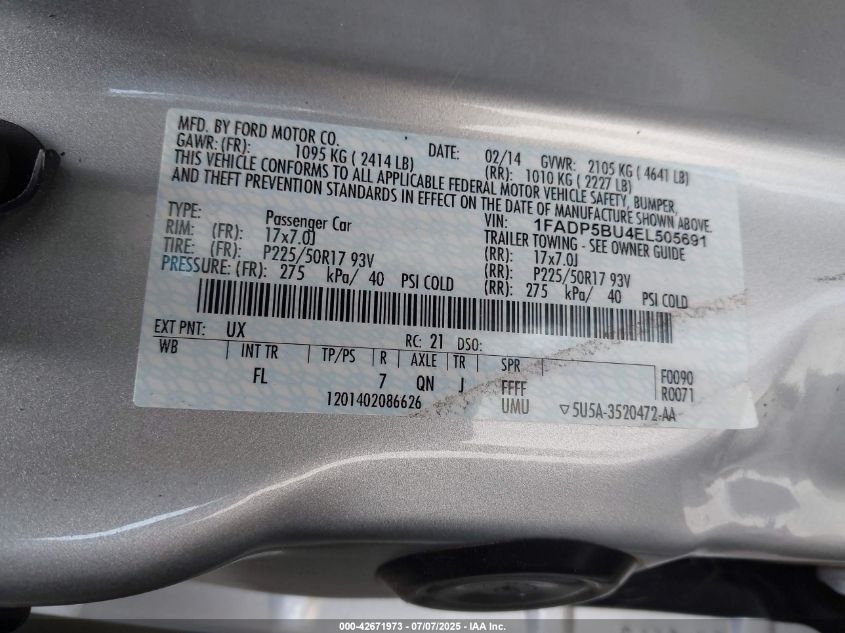 MFD. BY FORD MOTOR CO.
DATE: 02/14 GVWR: 2105 KG ( 4641 LB)
GAWR: (FR): 1095 KG ( 2414 LB) (RR): 1010 KG ( 2227 LB)
THIS VEHICLE CONFORMS TO ALL APPLICABLE FEDERAL MOTOR VEHICLE SAFETY, BUMPER,
AND THEFT PREVENTION STANDARDS IN EFFECT ON THE DATE OF MANUFACTURE SHOWN ABOVE.
VIN: 1FADP5BU4EL505691
TYPE: Passenger Car TRAILER TOWING - SEE OWNER GUIDE
RIM: (FR): 17x7.0J (RR): 17x7.0J
TIRE: (FR): P225/50R17 93V (RR): P225/50R17 93V
PRESSURE: (FR): 275 kPa/ 40 PSI COLD (RR): 275 kPa/ 40 PSI COLD
EXT PNT: UX RC: 21 DSO:
WB INT TR TP/PS R AXLE TR SPR
FL 7 QN J FFFF F0090
1201402086626 UMU R0071
▽5U5A-3520472-AA
000-42671973 - 07/07/2025 - IAA Inc.